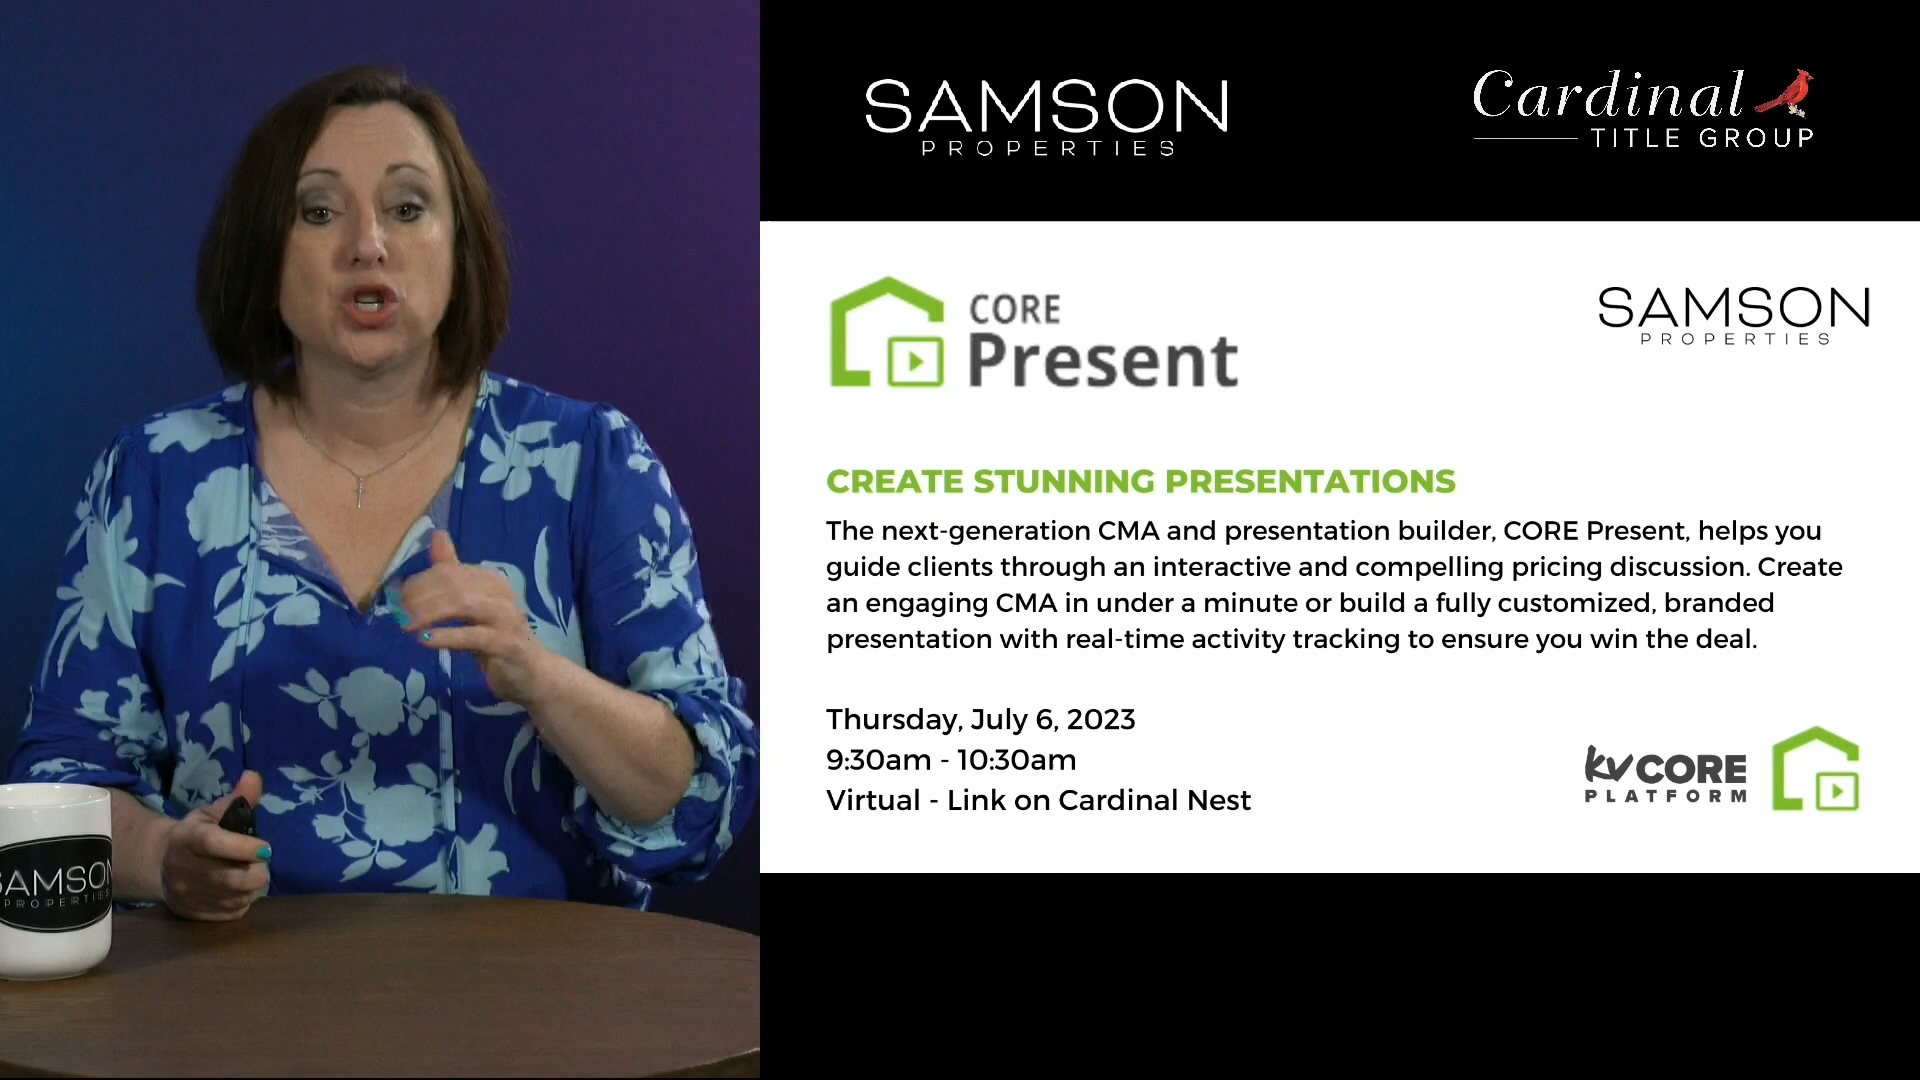 SAMSON
PROPERTIES
Cardinal
TITLE GROUP
CORE
Present
SAMSON
PROPERTIES
CREATE STUNNING PRESENTATIONS
The next-generation CMA and presentation builder, CORE Present, helps you
guide clients through an interactive and compelling pricing discussion. Create
an engaging CMA in under a minute or build a fully customized, branded
presentation with real-time activity tracking to ensure you win the deal.
Thursday, July 6, 2023
9:30am - 10:30am
Virtual - Link on Cardinal Nest
kvCORE
PLATFORM
SAMSON
PROPERTIES